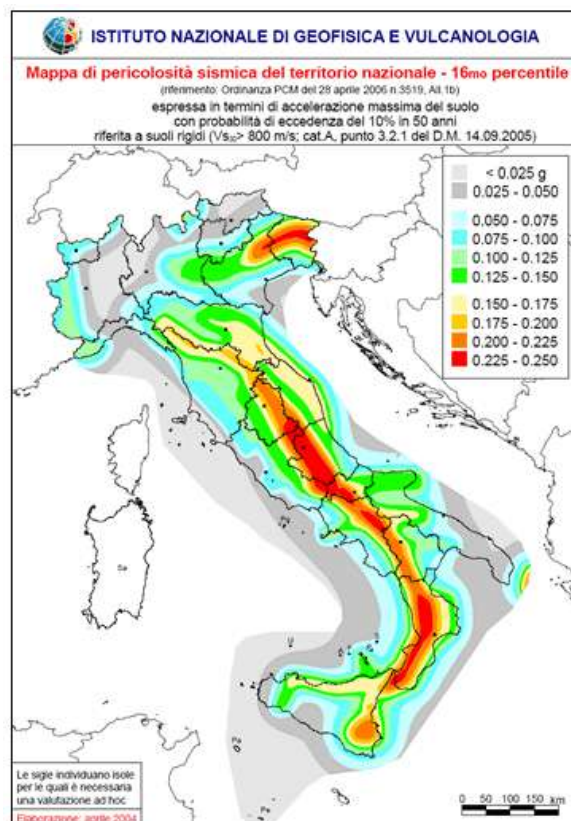 ISTITUTO NAZIONALE DI GEOFISICA E VULCANOLOGIA
Mappa di pericolosità sismica del territorio nazionale - 16mo percentile
(riferimento: Ordinanza PCM del 28 aprile 2006 n.3519, All.1b)
espressa in termini di accelerazione massima del suolo
con probabilità di eccedenza del 10% in 50 anni
riferita a suoli rigidi (Vs30> 800 m/s; cat.A, punto 3.2.1 del D.M. 14.09.2005)
< 0.025 g
0.025 - 0.050
0.050 - 0.075
0.075 - 0.100
0.100 - 0.125
0.125 - 0.150
0.150 - 0.175
0.175 - 0.200
0.200 - 0.225
0.225 - 0.250
Le sigle individuano isole
per le quali è necessaria
una valutazione ad hoc
Elaborazione: aprile 2004
0 50 100 150 km